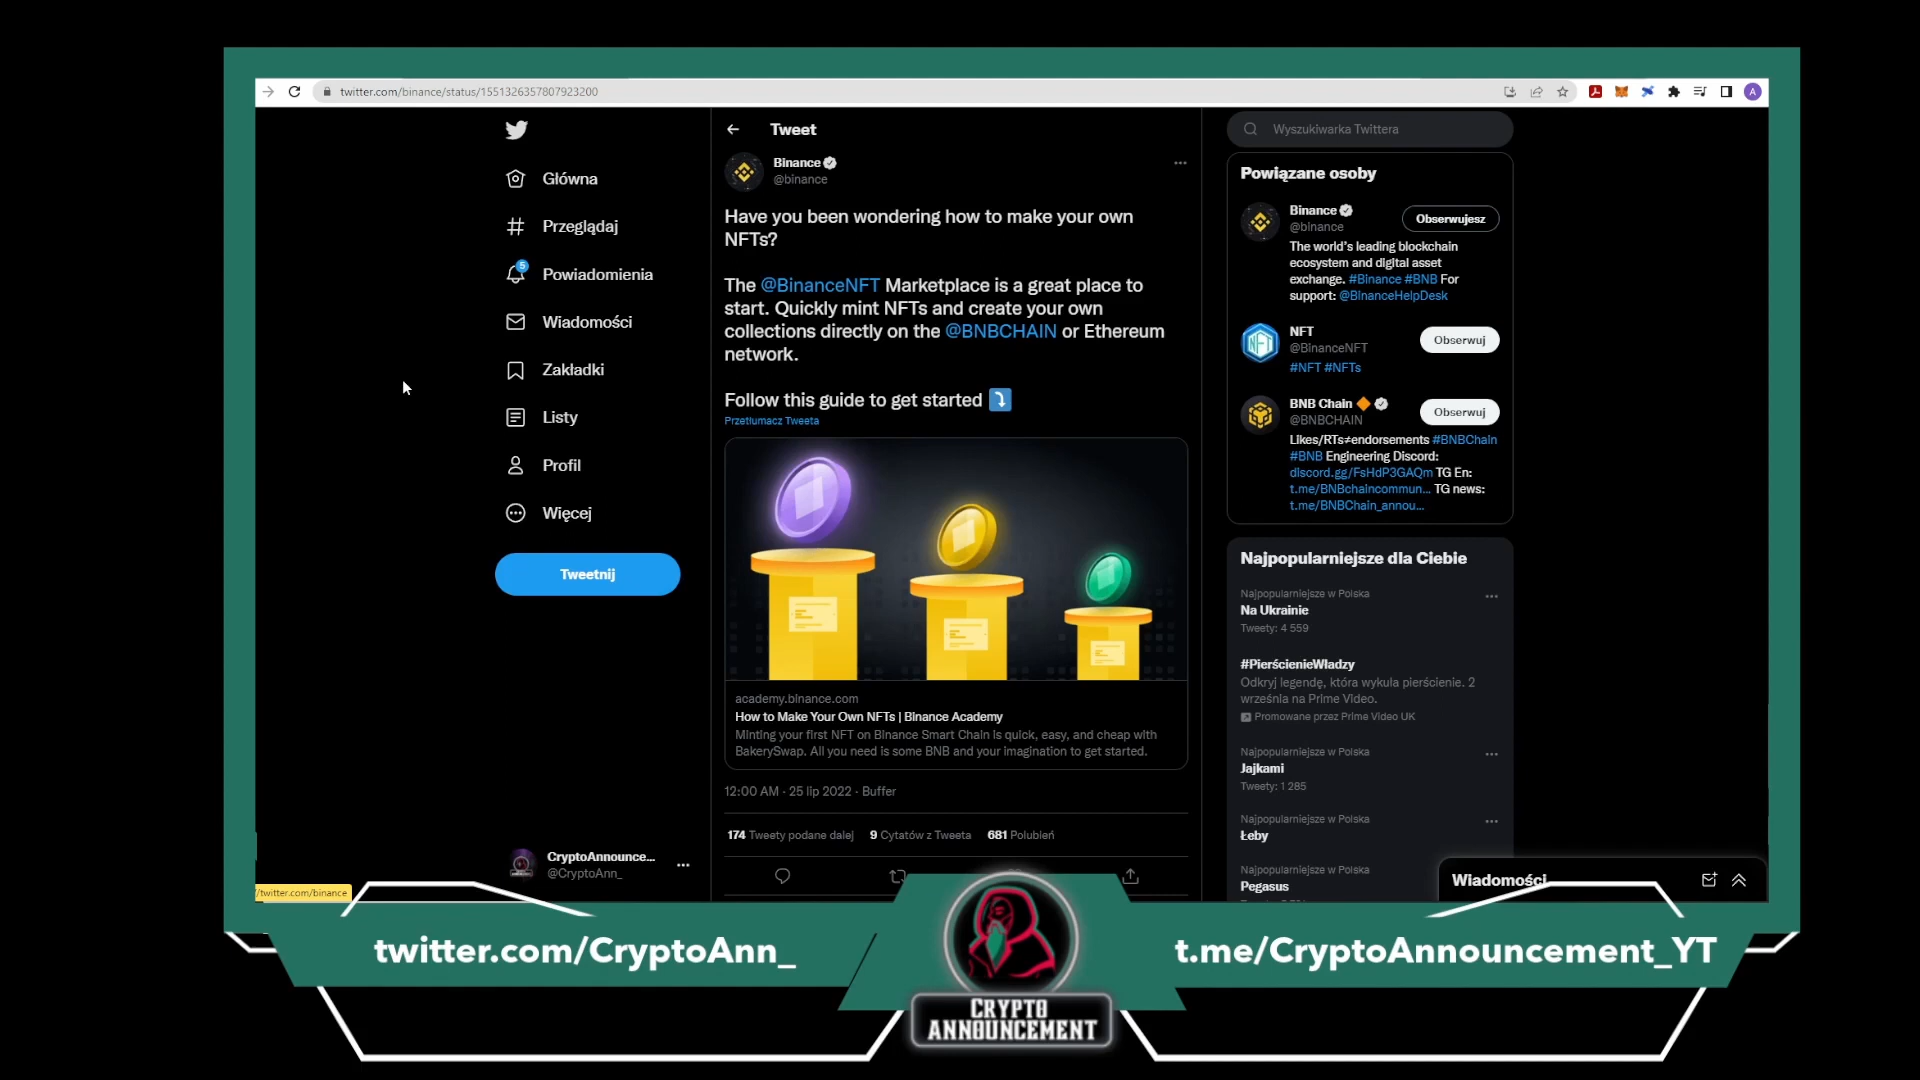 twitter.com/binance/status/1551326357807923200
A
Główna
Przeglądaj
5
Powiadomienia
Wiadomości
Zakładki
Listy
Profil
Więcej
Tweetnij
CryptoAnnounce...
@CryptoAnn_
/twitter.com/binance
Tweet
Binance
@binance
Have you been wondering how to make your own
NFTs?
The @BinanceNFT Marketplace is a great place to
start. Quickly mint NFTs and create your own
collections directly on the @BNBCHAIN or Ethereum
network.
Follow this guide to get started
Przetłumacz Tweeta
academy.binance.com
How to Make Your Own NFTs | Binance Academy
Minting your first NFT on Binance Smart Chain is quick, easy, and cheap with
BakerySwap. All you need is some BNB and your imagination to get started.
12:00 AM · 25 lip 2022 · Buffer
174 Tweety podane dalej 9 Cytatów z Tweeta 681 Polubień
Wyszukiwarka Twittera
Powiązane osoby
Binance
@binance
Obserwujesz
The world's leading blockchain
ecosystem and digital asset
exchange. #Binance #BNB For
support: @BinanceHelpDesk
NFT
@BinanceNFT
Obserwuj
#NFT #NFTs
BNB Chain
@BNBCHAIN
Obserwuj
Likes/RTs≠endorsements #BNBChain
#BNB Engineering Discord:
discord.gg/FsHdP3GAQm TG En:
t.me/BNBchaincommun... TG news:
t.me/BNBChain_annou...
Najpopularniejsze dla Ciebie
Najpopularniejsze w Polska
Na Ukrainie
Tweety: 4 559
#PierścienieWładzy
Odkryj legendę, która wykuła pierścienie. 2
września na Prime Video.
Promowane przez Prime Video UK
Najpopularniejsze w Polska
Jajkami
Tweety: 1 285
Najpopularniejsze w Polska
Łeby
Najpopularniejsze w Polska
Pegasus
Wiadomości
twitter.com/CryptoAnn_
t.me/CryptoAnnouncement_YT
CRYPTO
ANNOUNCEMENT